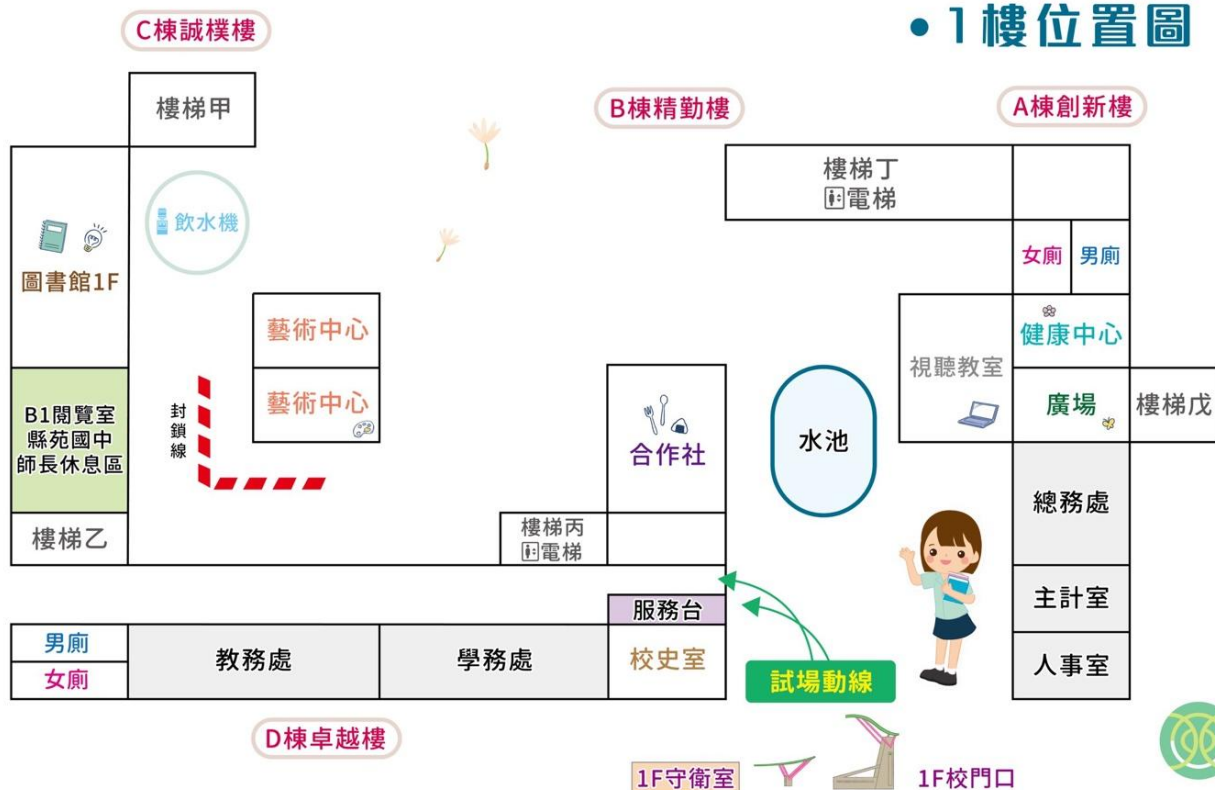 •1樓位置圖
C棟誠樸樓
B棟精勤樓
A棟創新樓
樓梯甲
樓梯丁
電梯
飲水機
女廁
男廁
圖書館1F
藝術中心
健康中心
視聽教室
B1閱覽室
縣苑國中
師長休息區
封鎖線
藝術中心
合作社
水池
廣場
樓梯戊
總務處
樓梯乙
樓梯丙
電梯
主計室
服務台
男廁
女廁
教務處
學務處
校史室
試場動線
人事室
D棟卓越樓
1F守衛室
1F校門口